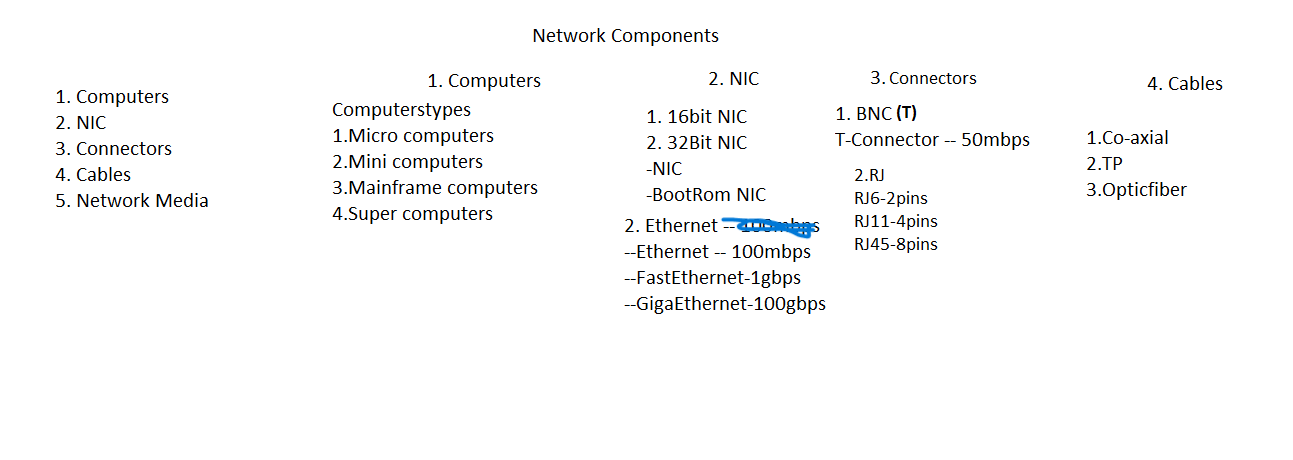 Network Components
1. Computers
2. NIC
3. Connectors
4. Cables
5. Network Media
1. Computers
Computerstypes
1.Micro computers
2.Mini computers
3.Mainframe computers
4.Super computers
2. NIC
1. 16bit NIC
2. 32Bit NIC
-NIC
-BootRom NIC
2. Ethernet -- 100mbps
--Ethernet -- 100mbps
--FastEthernet-1gbps
--GigaEthernet-100gbps
3. Connectors
1. BNC (T)
T-Connector -- 50mbps
2.RJ
RJ6-2pins
RJ11-4pins
RJ45-8pins
4. Cables
1.Co-axial
2.TP
3.Opticfiber